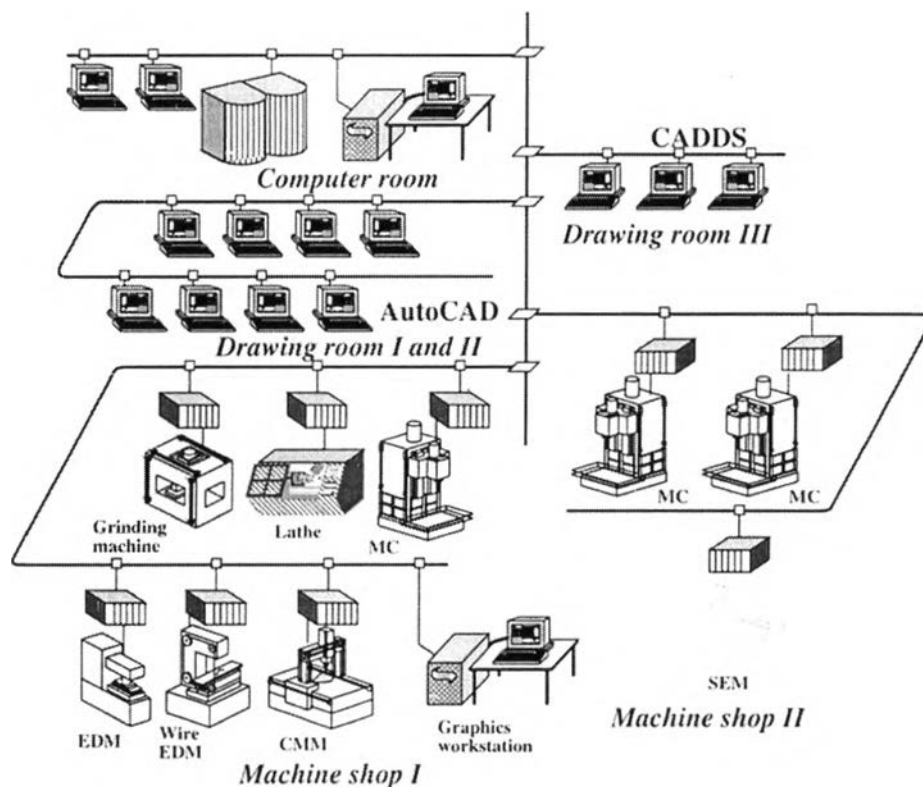 Computer room
CADDS
Drawing room III
AutoCAD
Drawing room I and II
MC
MC
Grinding
machine
Lathe
MC
EDM
Wire
EDM
CMM
Graphics
workstation
SEM
Machine shop II
Machine shop I